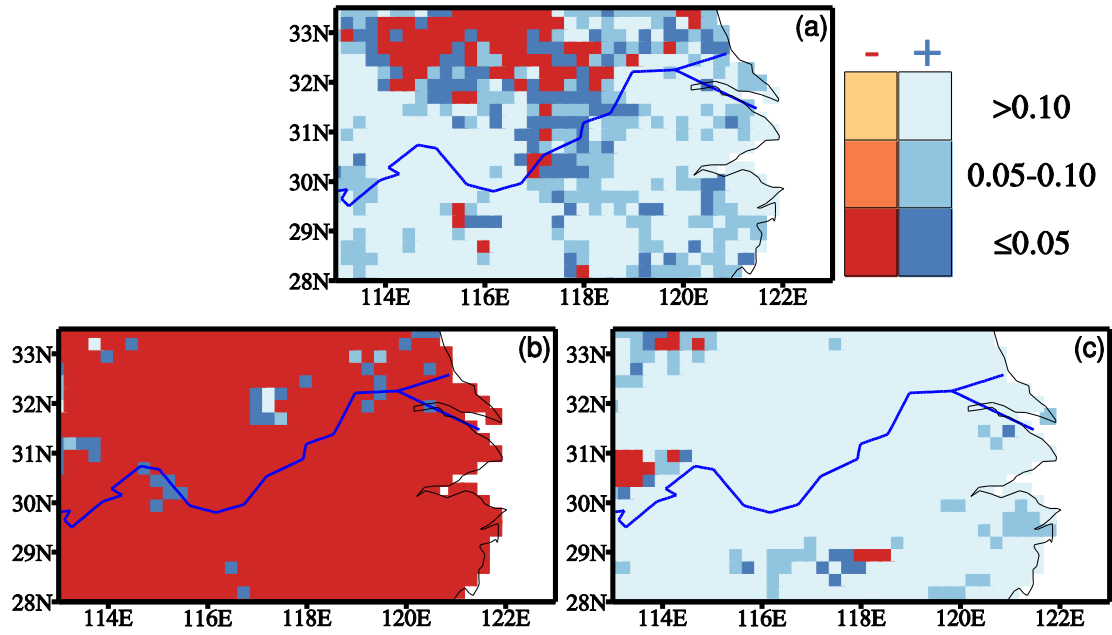 33N
(a)
32N
31N
30N
29N
28N
114E 116E 118E 120E 122E
- +
>0.10
0.05-0.10
≤0.05
33N
(b)
32N
31N
30N
29N
28N
114E 116E 118E 120E 122E
33N
(c)
32N
31N
30N
29N
28N
114E 116E 118E 120E 122E